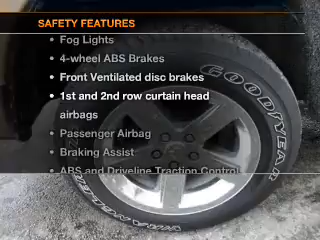 SAFETY FEATURES
• Fog Lights
• 4-wheel ABS Brakes
• Front Ventilated disc brakes
• 1st and 2nd row curtain head
airbags
• Passenger Airbag
• Braking Assist
• ABS and Driveline Traction Control
GOODYEAR
WRANGLER